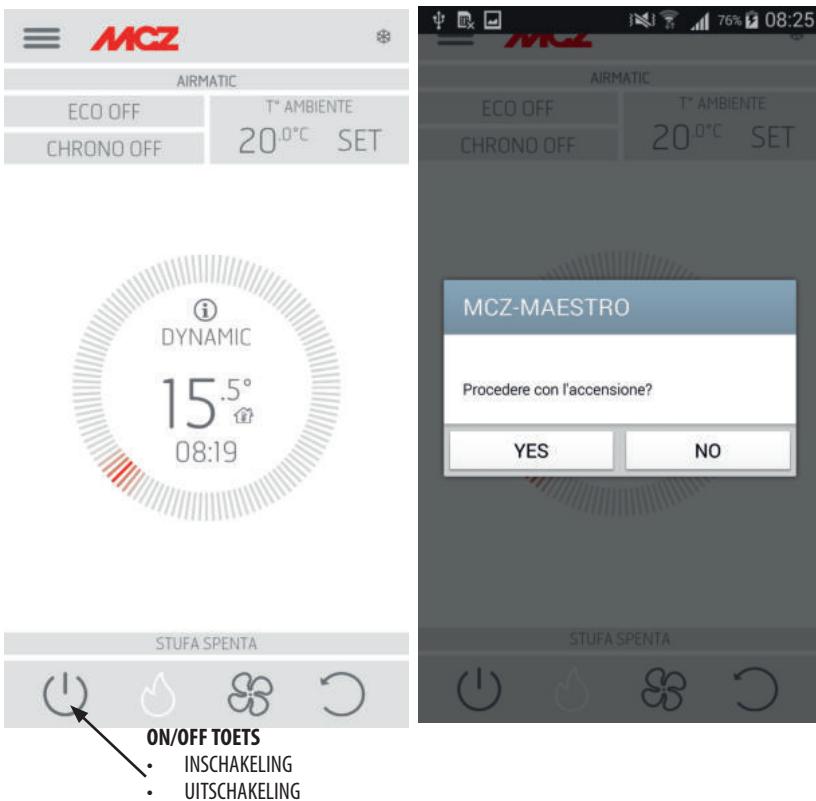 MCZ
AIRMATIC
ECO OFF
CHRONO OFF
T° AMBIENTE
20.0°C SET
DYNAMIC
15.5°
08:19
STUFA SPENTA
ON/OFF TOETS
• INSCHAKELING
• UITSCHAKELING
76% 08:25
MCZ
AIRMATIC
ECO OFF
CHRONO OFF
T° AMBIENTE
20.0°C SET
MCZ-MAESTRO
Procedere con l'accensione?
YES NO
STUFA SPENTA